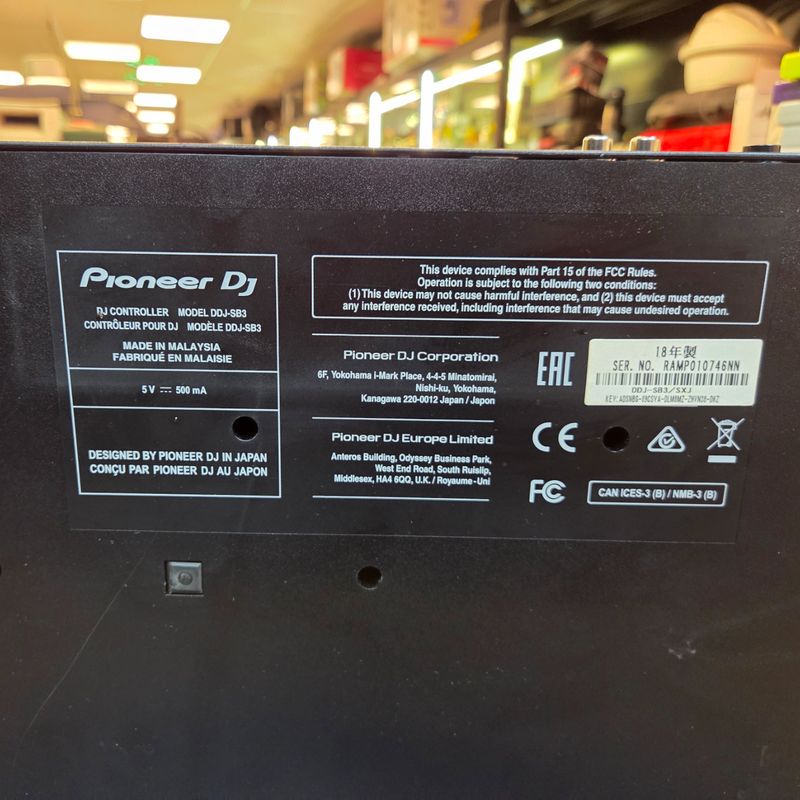 Pioneer Dj
DJ CONTROLLER MODEL DDJ-SB3
CONTRÔLEUR POUR DJ MODÈLE DDJ-SB3
MADE IN MALAYSIA
FABRIQUÉ EN MALAISIE
5 V ⎓ 500 mA
DESIGNED BY PIONEER DJ IN JAPAN
CONÇU PAR PIONEER DJ AU JAPON
This device complies with Part 15 of the FCC Rules.
Operation is subject to the following two conditions:
(1) This device may not cause harmful interference, and (2) this device must accept
any interference received, including interference that may cause undesired operation.
Pioneer DJ Corporation
6F, Yokohama i-Mark Place, 4-4-5 Minatomirai,
Nishi-ku, Yokohama,
Kanagawa 220-0012 Japan / Japon
Pioneer DJ Europe Limited
Anteros Building, Odyssey Business Park,
West End Road, South Ruislip,
Middlesex, HA4 6QQ, U.K. / Royaume-Uni
EAC
18年製
SER. NO. RAMP010746NN
DDJ-SB3/SXJ
CE
FC
CAN ICES-3 (B) / NMB-3 (B)